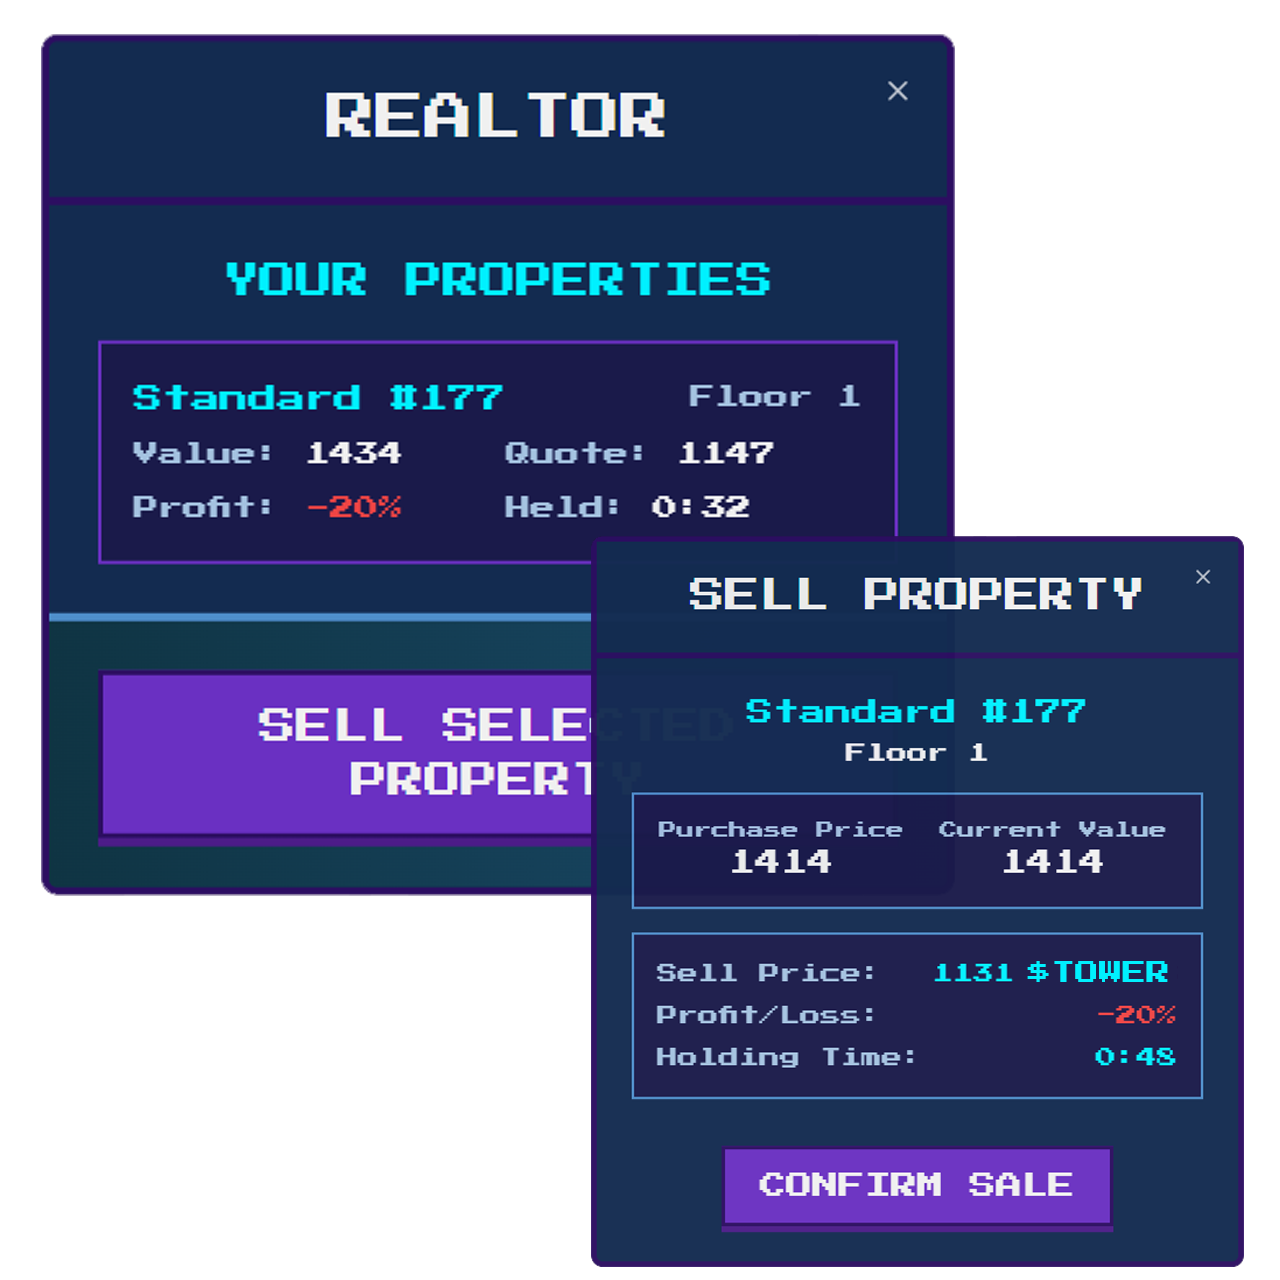 REALTOR
×
YOUR PROPERTIES
Standard #177 Floor 1
Value: 1434 Quote: 1147
Profit: -20% Held: 0:32
SELL SELECTED
PROPERTY
SELL PROPERTY
×
Standard #177
Floor 1
Purchase Price Current Value
1414 1414
Sell Price: 1131 $TOWER
Profit/Loss: -20%
Holding Time: 0:48
CONFIRM SALE